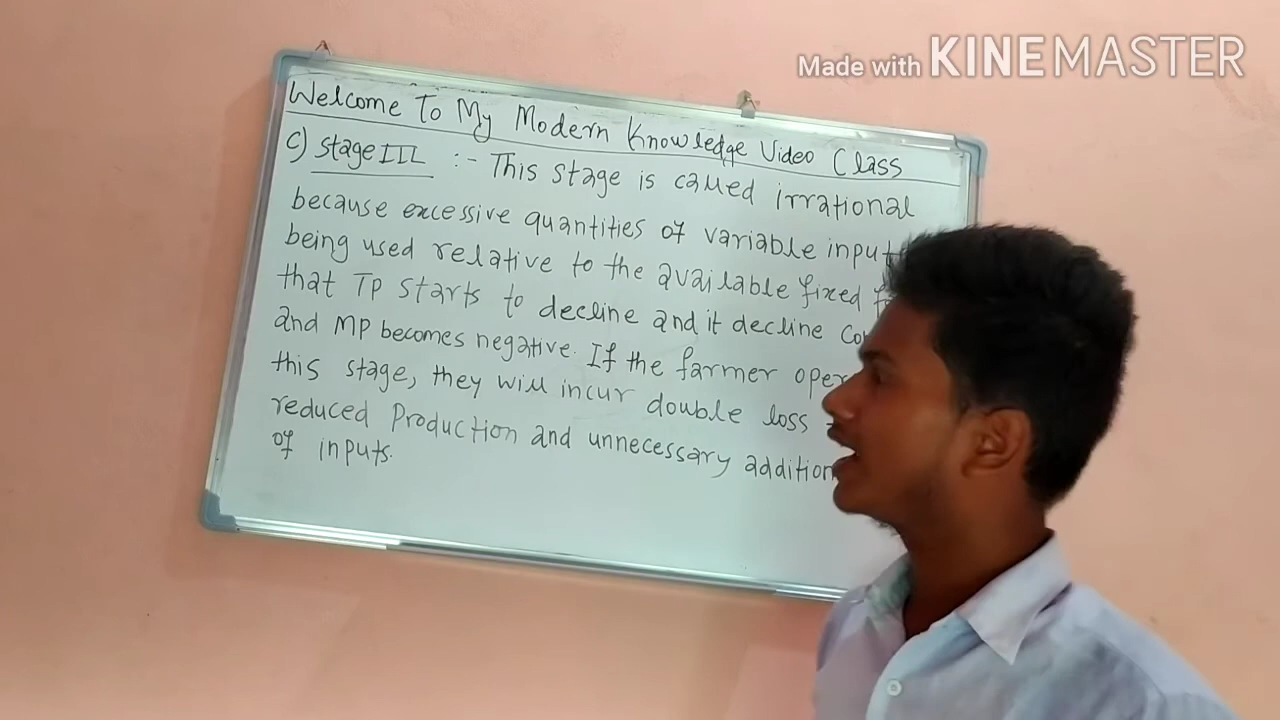 Made with KINEMASTER
Welcome To My Modern Knowledge Video Class
C) Stage III :- This stage is called irrational
because excessive quantities of variable
being used relative to the available fixed
that TP starts to decline and it decline
and MP becomes negative. If the farmer
this stage, they will incur double loss
reduced Production and unnecessary addition
of inputs.